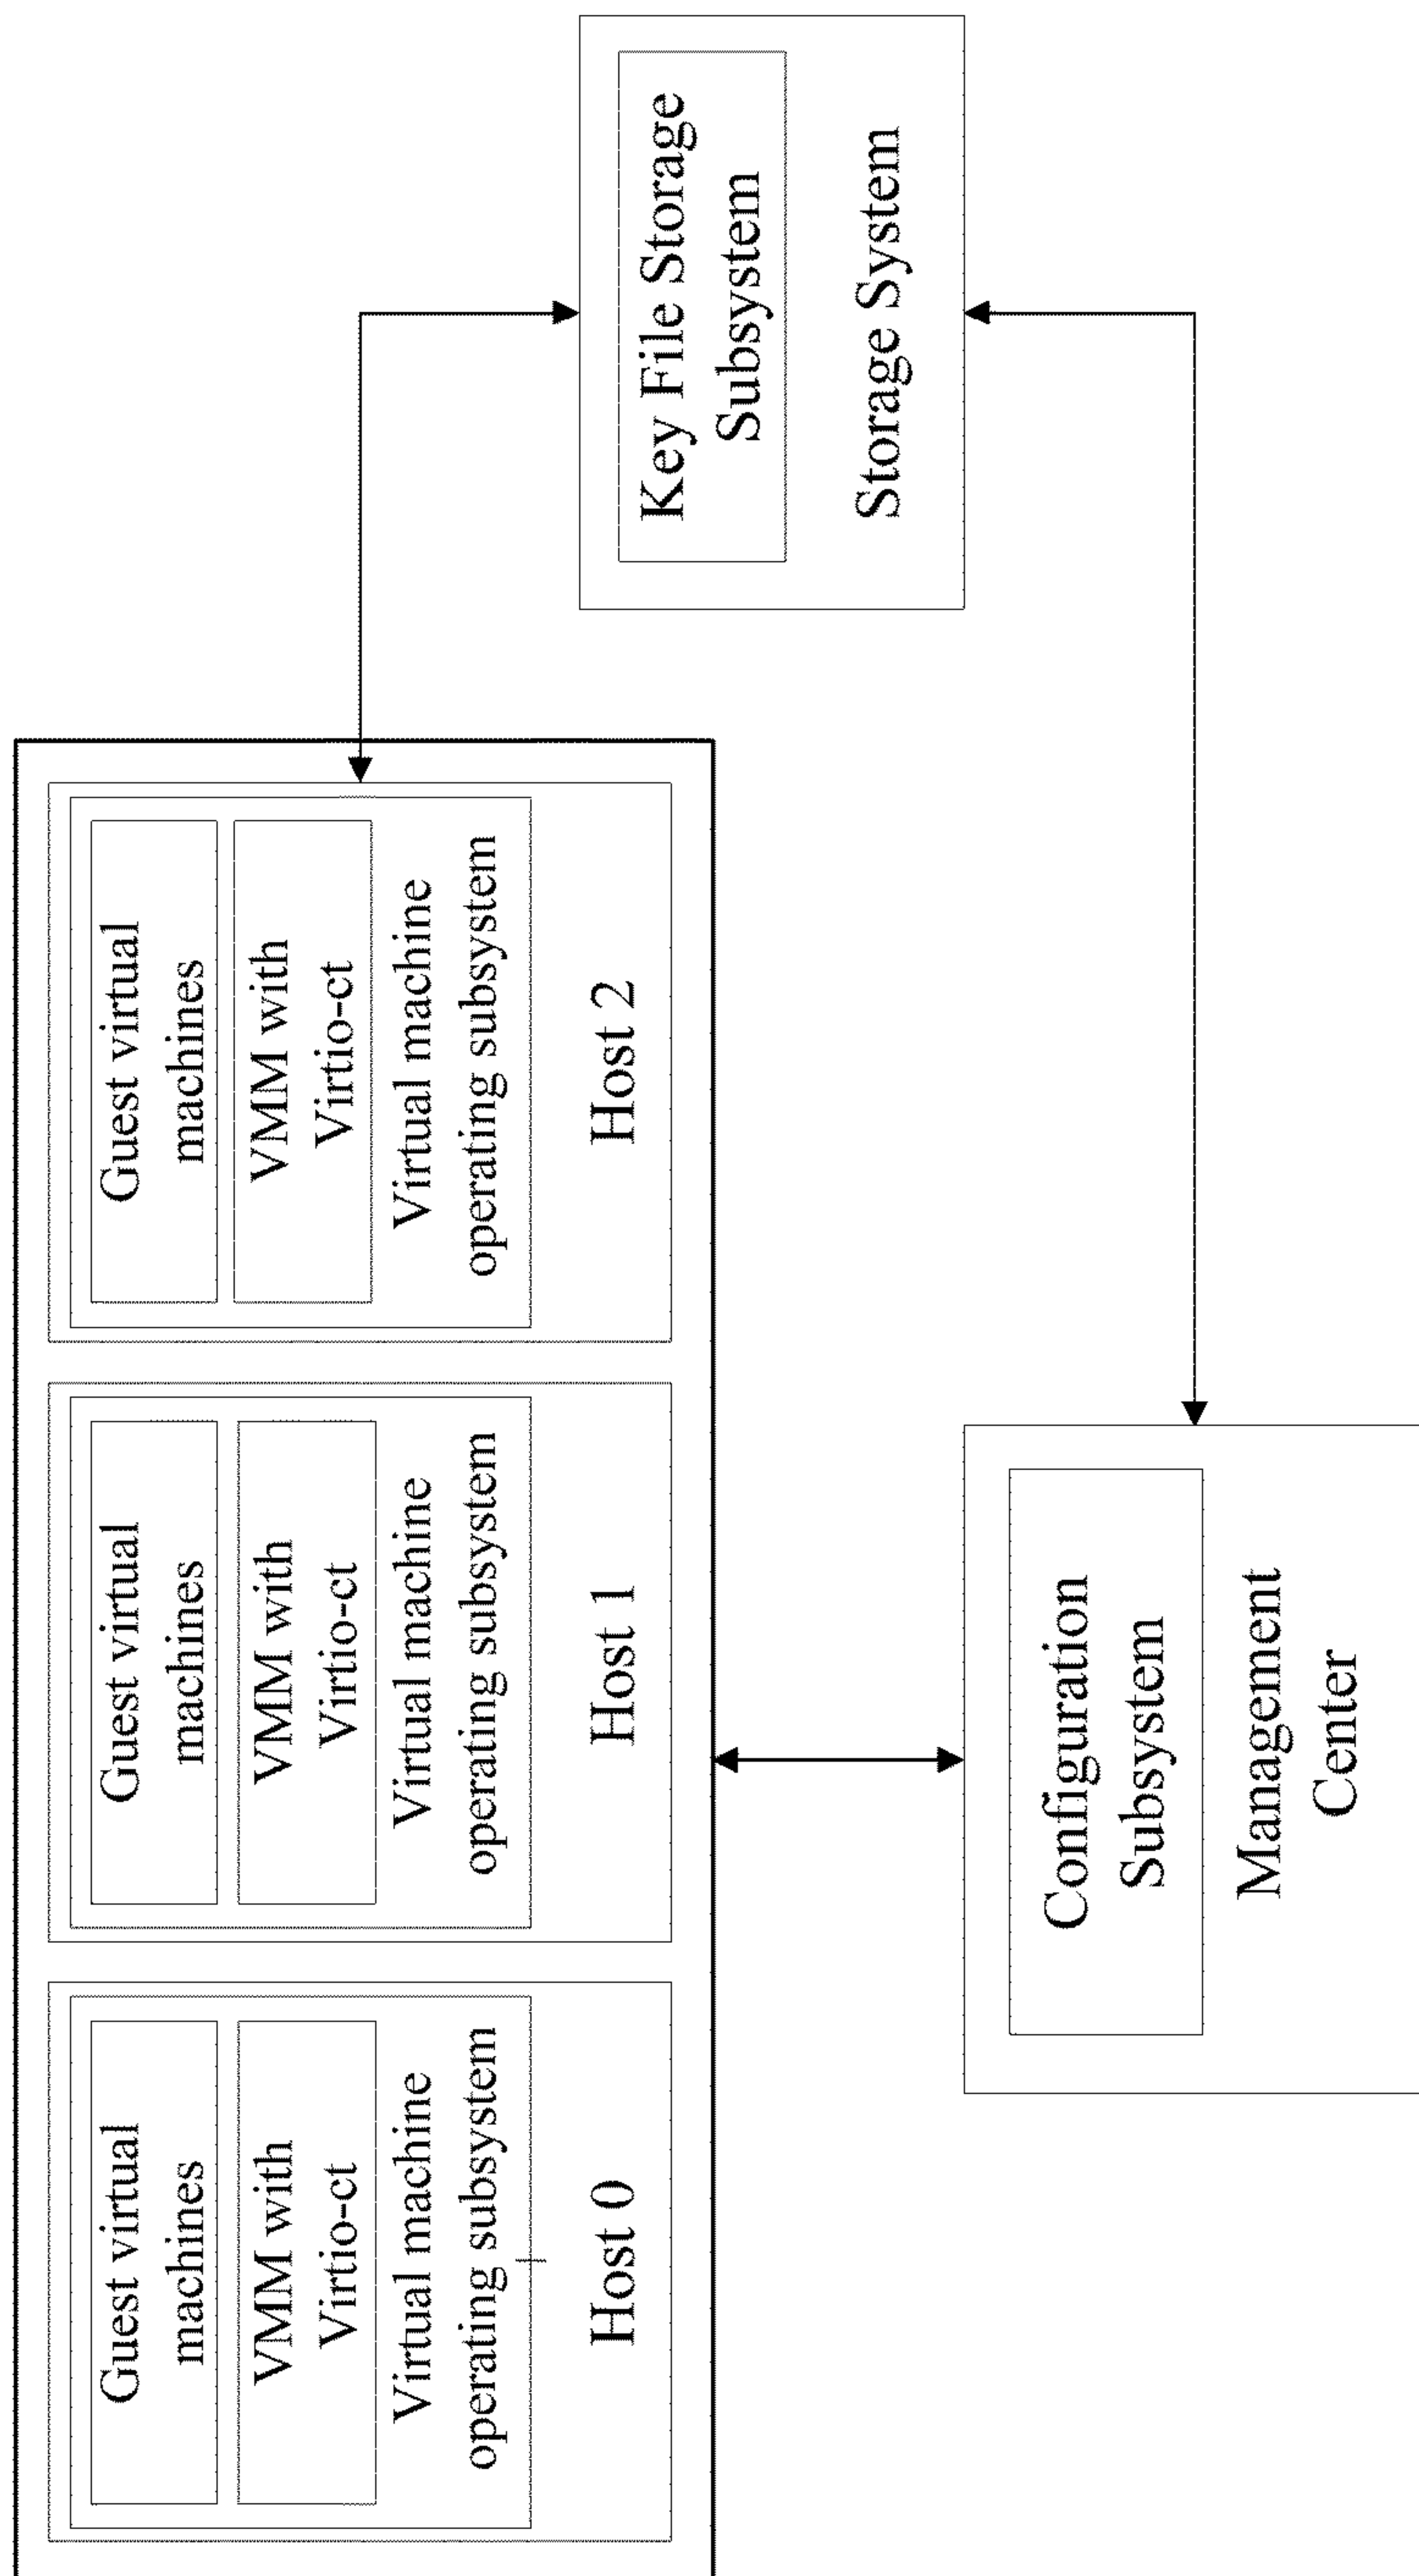 Guest virtual
machines
VMM with
Virtio-ct
Virtual machine
operating subsystem
Host 0
Guest virtual
machines
VMM with
Virtio-ct
Virtual machine
operating subsystem
Host 1
Guest virtual
machines
VMM with
Virtio-ct
Virtual machine
operating subsystem
Host 2
Key File Storage
Subsystem
Storage System
Configuration
Subsystem
Management
Center